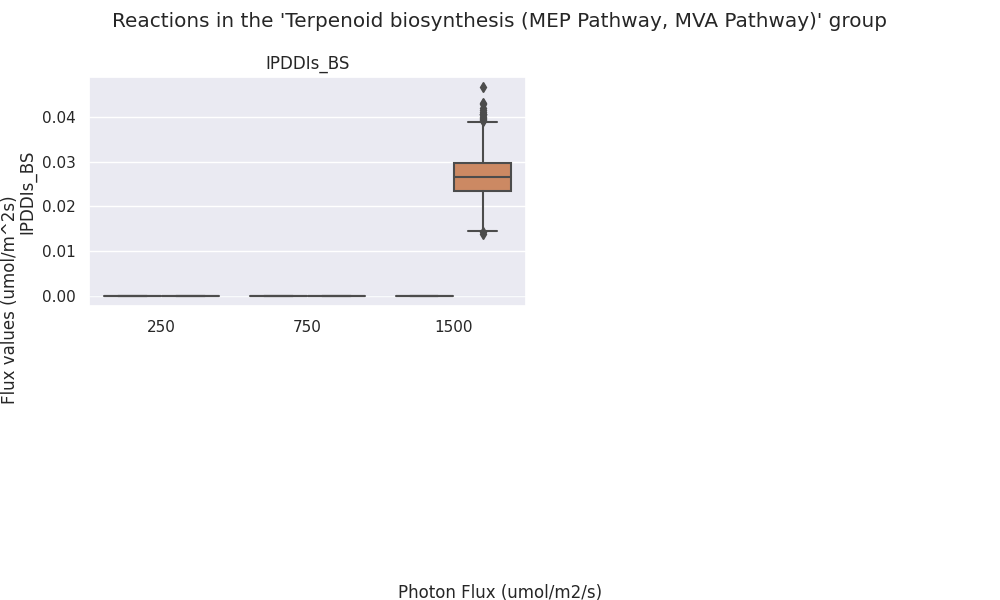 Reactions in the 'Terpenoid biosynthesis (MEP Pathway, MVA Pathway)' group
IPDDIs_BS
0.04
0.03
0.02
0.01
0.00
IPDDIs_BS
Flux values (umol/m^2s)
250 750 1500
Photon Flux (umol/m2/s)